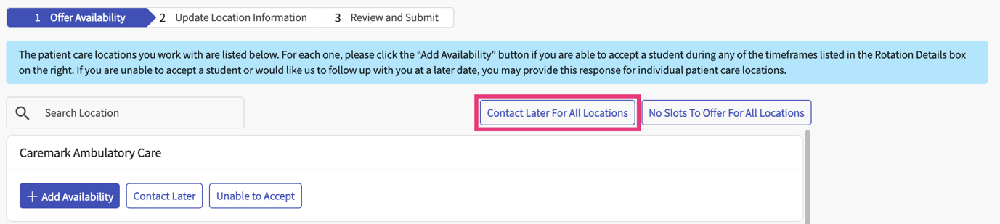 1 Offer Availability 2 Update Location Information 3 Review and Submit
The patient care locations you work with are listed below. For each one, please click the “Add Availability” button if you are able to accept a student during any of the timeframes listed in the Rotation Details box
on the right. If you are unable to accept a student or would like us to follow up with you at a later date, you may provide this response for individual patient care locations.
Search Location Contact Later For All Locations No Slots To Offer For All Locations
Caremark Ambulatory Care
+ Add Availability Contact Later Unable to Accept